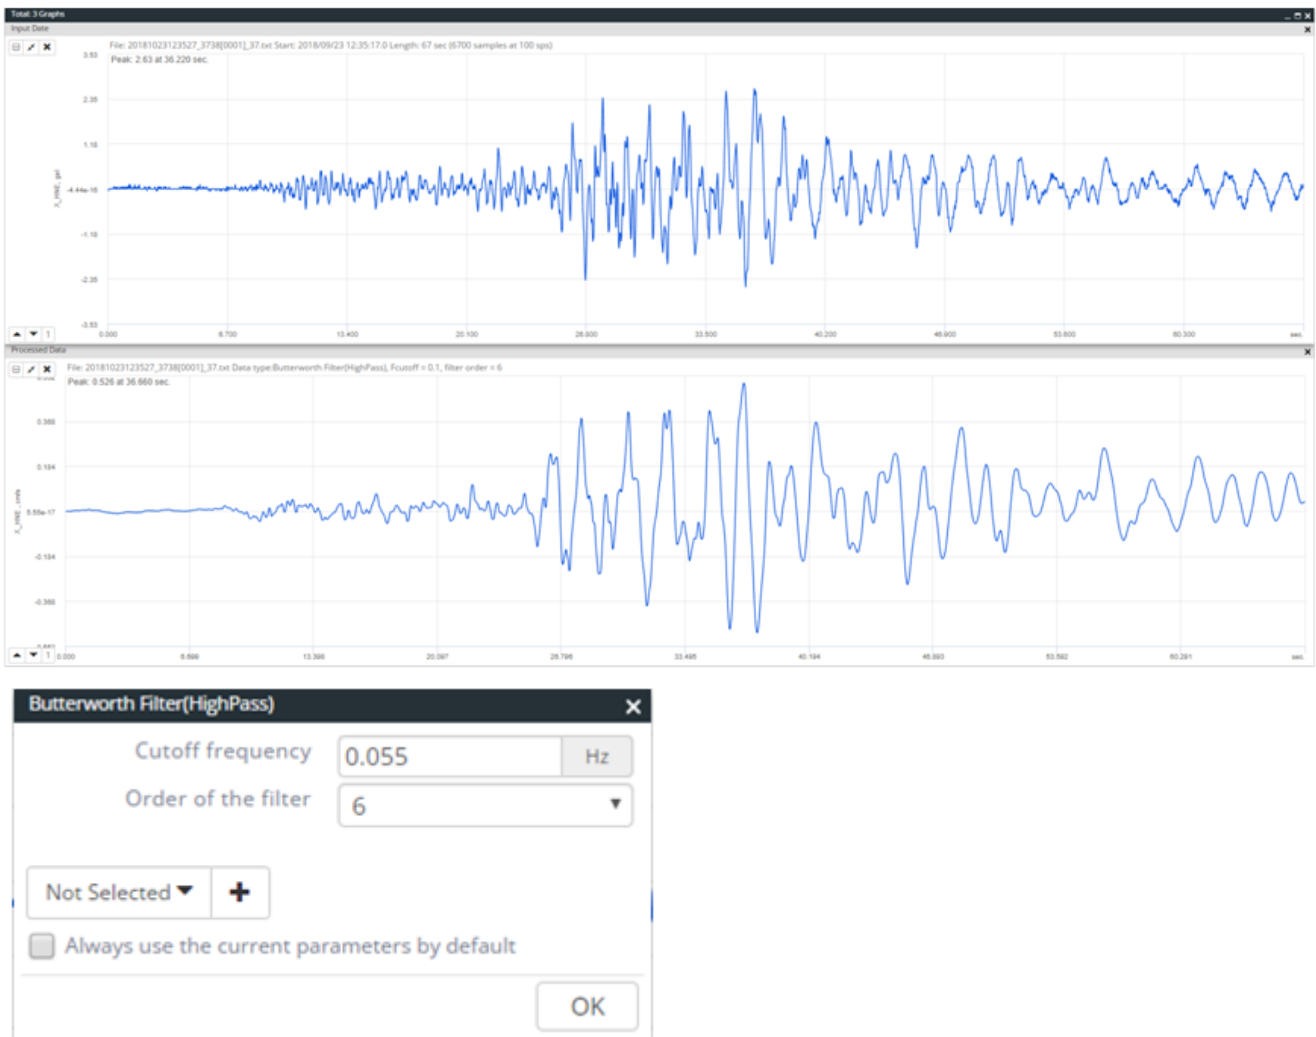 Total: 3 Graphs
Input Date
File: 20181023123527_3738[0001]_37.txt Start: 2018/09/23 12:35:17.0 Length: 67 sec (6700 samples at 100 sps)
Peak: 2.63 at 36.220 sec.
3.53
2.35
1.18
-4.44e-16
-1.18
-2.35
-3.53
X_HNE, gal
1
0.000 6.700 13.400 20.100 26.800 33.500 40.200 46.900 53.600 60.300 sec.
Processed Data
File: 20181023123527_3738[0001]_37.txt Data type:Butterworth Filter(HighPass), Fcutoff = 0.1, filter order = 6
Peak: 0.526 at 36.660 sec.
0.368
0.184
5.55e-17
-0.184
-0.368
X_HNE , cm/s
1
0.000 6.699 13.398 20.097 26.796 33.495 40.194 46.893 53.592 60.291 sec.
Butterworth Filter(HighPass)
Cutoff frequency 0.055 Hz
Order of the filter 6
Not Selected
Always use the current parameters by default
OK